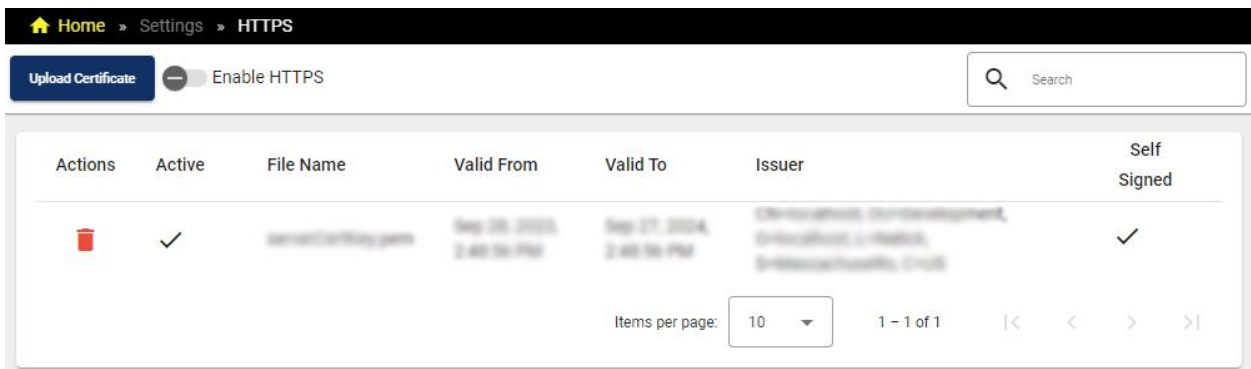 Home » Settings » HTTPS
Upload Certificate Enable HTTPS Search
Actions Active File Name Valid From Valid To Issuer Self Signed
Items per page: 10 1 – 1 of 1